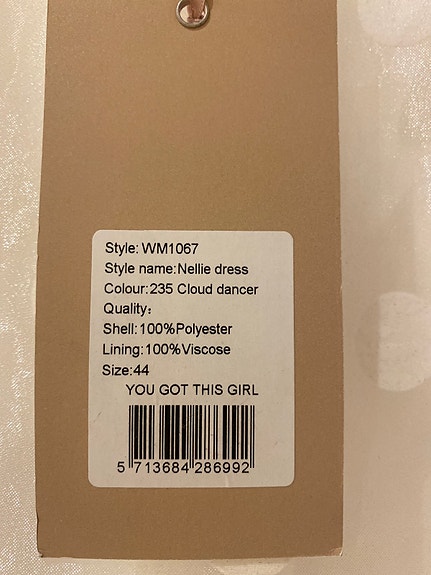 Style: WM1067
Style name:Nellie dress
Colour:235 Cloud dancer
Quality:
Shell:100%Polyester
Lining:100%Viscose
Size:44
YOU GOT THIS GIRL
5 713684 286992